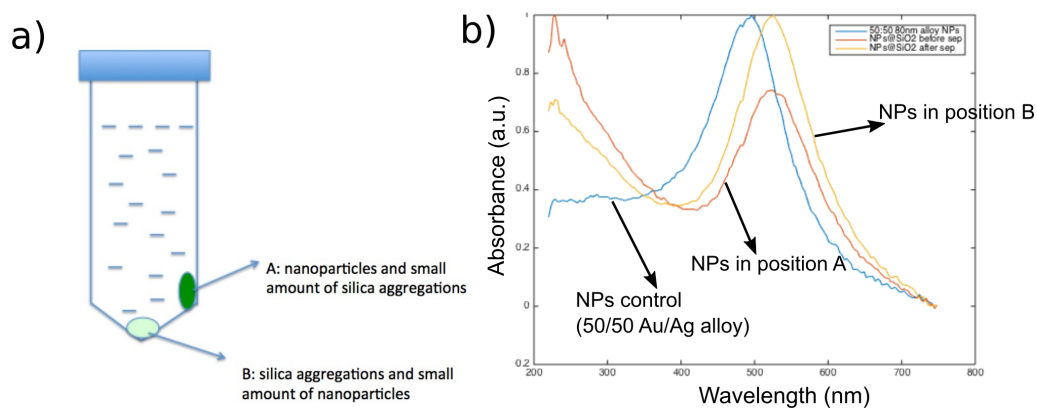 a)
A: nanoparticles and small
amount of silica aggregations
B: silica aggregations and small
amount of nanoparticles
b)
50:50 80nm alloy NPs
NPs@SiO2 before sep
NPs@SiO2 after sep
NPs in position B
NPs in position A
NPs control
(50/50 Au/Ag alloy)
Absorbance (a.u.)
1
0.8
0.6
0.4
0.2
0
0.2
200 300 400 500 600 700 800
Wavelength (nm)